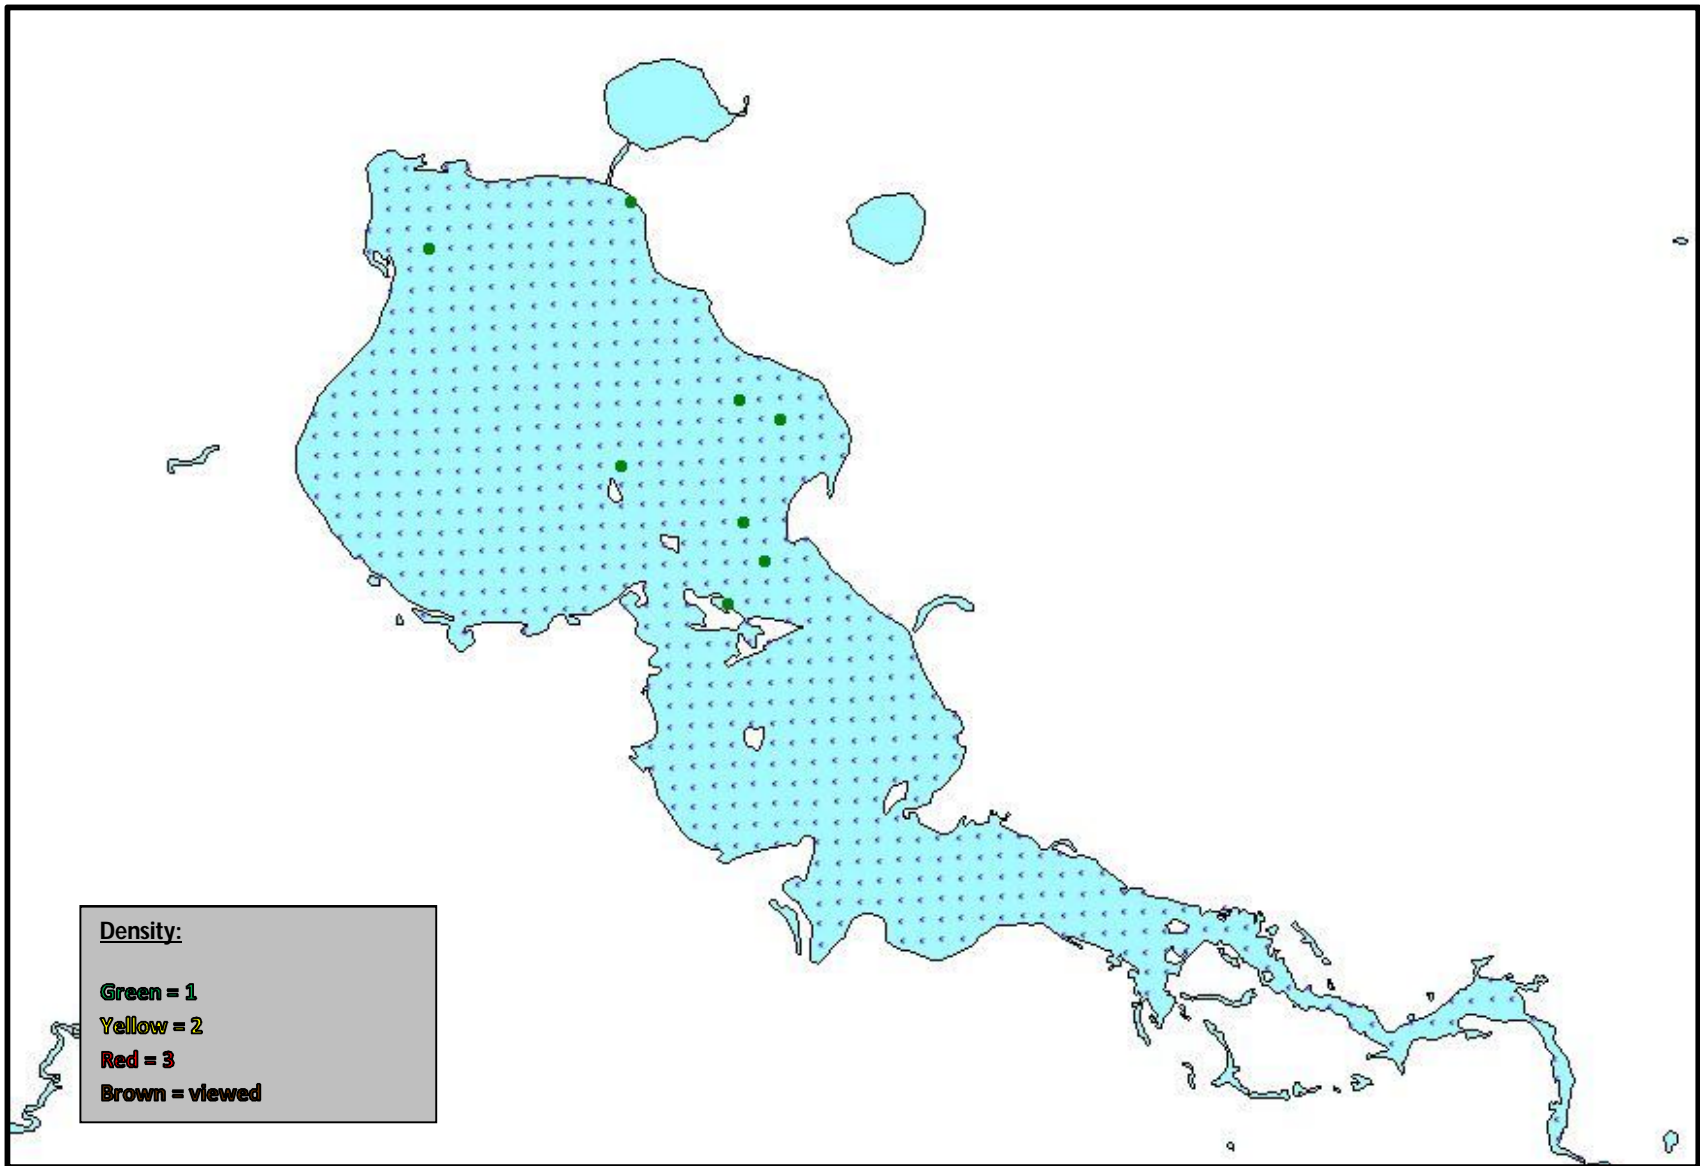 Density:
Green = 1
Yellow = 2
Red = 3
Brown = viewed